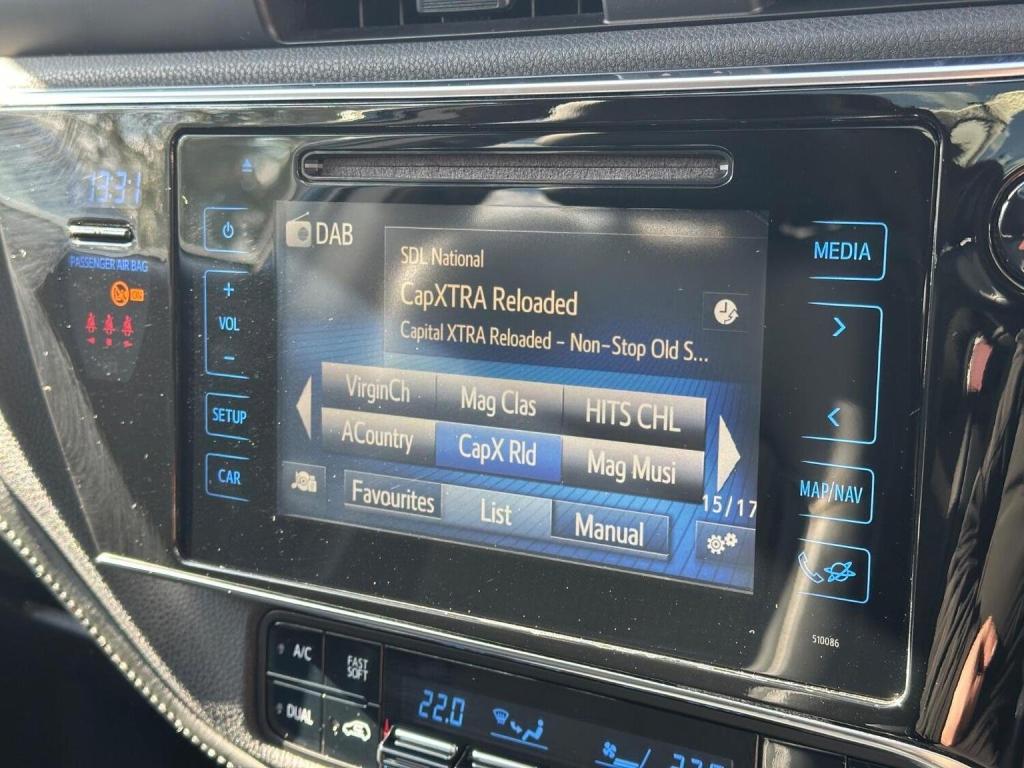 13:31
PASSENGER AIR BAG
VOL
+
-
SETUP
CAR
DAB
SDL National
CapXTRA Reloaded
Capital XTRA Reloaded - Non-Stop Old S...
VirginCh
Mag Clas
HITS CHL
ACountry
CapX Rld
Mag Musi
15/17
Favourites
List
Manual
MEDIA
>
<
MAP/NAV
510086
A/C
FAST
SOFT
DUAL
22.0